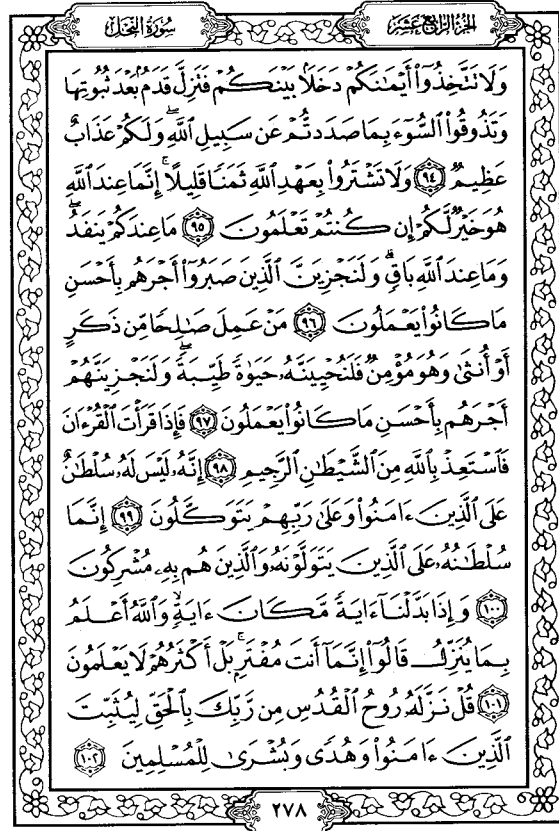 الجزء الرابع عشر
سورة النحل
وَلَا تَتَّخِذُوٓا۟ أَيْمَٰنَكُمْ دَخَلًۢا بَيْنَكُمْ فَتَزِلَّ قَدَمٌۢ بَعْدَ ثُبُوتِهَا
وَتَذُوقُوا۟ ٱلسُّوٓءَ بِمَا صَدَدتُّمْ عَن سَبِيلِ ٱللَّهِ ۖ وَلَكُمْ عَذَابٌ
عَظِيمٌ ٩٤ وَلَا تَشْتَرُوا۟ بِعَهْدِ ٱللَّهِ ثَمَنًا قَلِيلًا ۚ إِنَّمَا عِندَ ٱللَّهِ
هُوَ خَيْرٌ لَّكُمْ إِن كُنتُمْ تَعْلَمُونَ ٩٥ مَا عِندَكُمْ يَنفَدُ ۖ
وَمَا عِندَ ٱللَّهِ بَاقٍ ۗ وَلَنَجْزِيَنَّ ٱلَّذِينَ صَبَرُوٓا۟ أَجْرَهُم بِأَحْسَنِ
مَا كَانُوا۟ يَعْمَلُونَ ٩٦ مَنْ عَمِلَ صَٰلِحًا مِّن ذَكَرٍ
أَوْ أُنثَىٰ وَهُوَ مُؤْمِنٌ فَلَنُحْيِيَنَّهُۥ حَيَوٰةً طَيِّبَةً ۖ وَلَنَجْزِيَنَّهُمْ
أَجْرَهُم بِأَحْسَنِ مَا كَانُوا۟ يَعْمَلُونَ ٩٧ فَإِذَا قَرَأْتَ ٱلْقُرْءَانَ
فَٱسْتَعِذْ بِٱللَّهِ مِنَ ٱلشَّيْطَٰنِ ٱلرَّجِيمِ ٩٨ إِنَّهُۥ لَيْسَ لَهُۥ سُلْطَٰنٌ
عَلَى ٱلَّذِينَ ءَامَنُوا۟ وَعَلَىٰ رَبِّهِمْ يَتَوَكَّلُونَ ٩٩ إِنَّمَا
سُلْطَٰنُهُۥ عَلَى ٱلَّذِينَ يَتَوَلَّوْنَهُۥ وَٱلَّذِينَ هُم بِهِۦ مُشْرِكُونَ
١٠٠ وَإِذَا بَدَّلْنَآ ءَايَةً مَّكَانَ ءَايَةٍ ۙ وَٱللَّهُ أَعْلَمُ
بِمَا يُنَزِّلُ قَالُوٓا۟ إِنَّمَآ أَنتَ مُفْتَرٍۭ ۚ بَلْ أَكْثَرُهُمْ لَا يَعْلَمُونَ
١٠١ قُلْ نَزَّلَهُۥ رُوحُ ٱلْقُدُسِ مِن رَّبِّكَ بِٱلْحَقِّ لِيُثَبِّتَ
ٱلَّذِينَ ءَامَنُوا۟ وَهُدًى وَبُشْرَىٰ لِلْمُسْلِمِينَ ١٠٢
٢٧٨